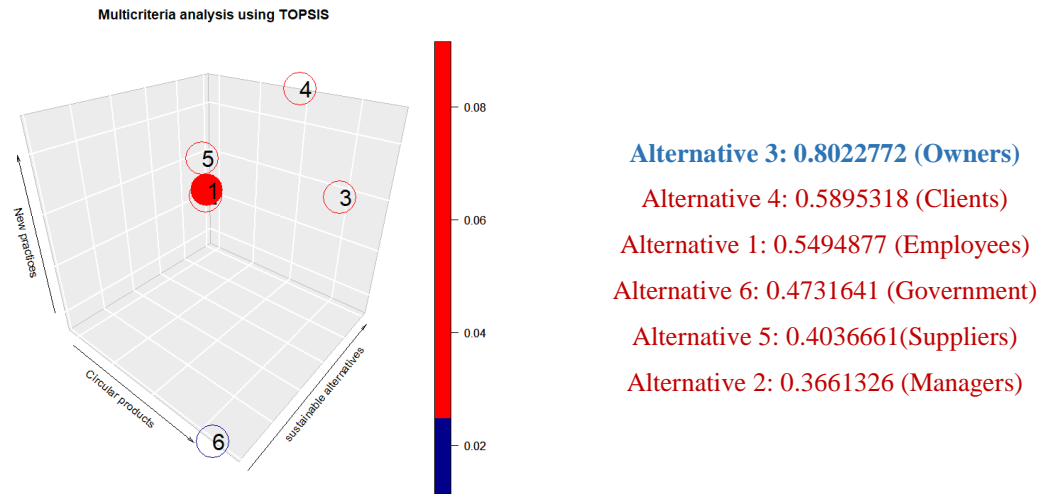 Multicriteria analysis using TOPSIS
4
5
1
3
6
New practices
Circular products
sustainable alternatives
0.08
0.06
0.04
0.02
Alternative 3: 0.8022772 (Owners)
Alternative 4: 0.5895318 (Clients)
Alternative 1: 0.5494877 (Employees)
Alternative 6: 0.4731641 (Government)
Alternative 5: 0.4036661(Suppliers)
Alternative 2: 0.3661326 (Managers)